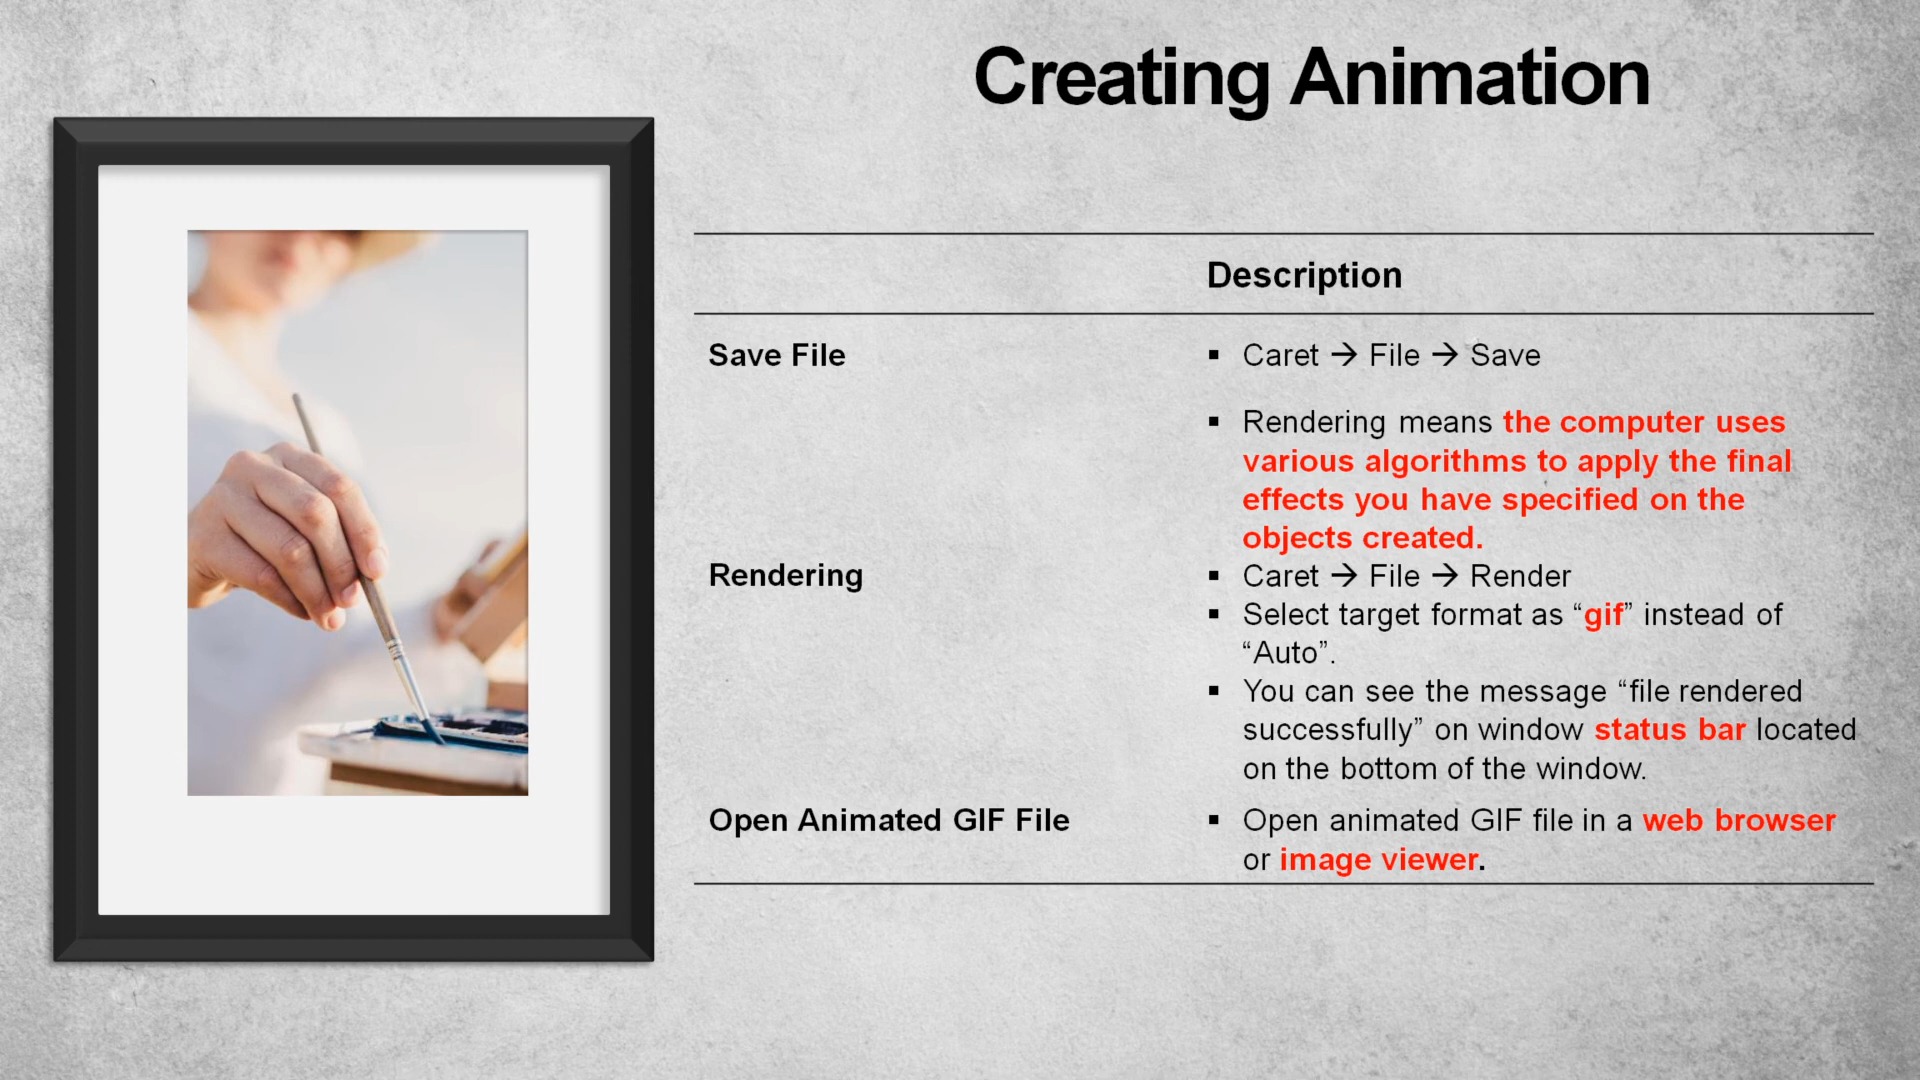 Creating Animation
Description
Save File
▪ Caret → File → Save
Rendering
▪ Rendering means the computer uses
various algorithms to apply the final
effects you have specified on the
objects created.
▪ Caret → File → Render
▪ Select target format as “gif” instead of
“Auto”.
▪ You can see the message “file rendered
successfully” on window status bar located
on the bottom of the window.
Open Animated GIF File
▪ Open animated GIF file in a web browser
or image viewer.